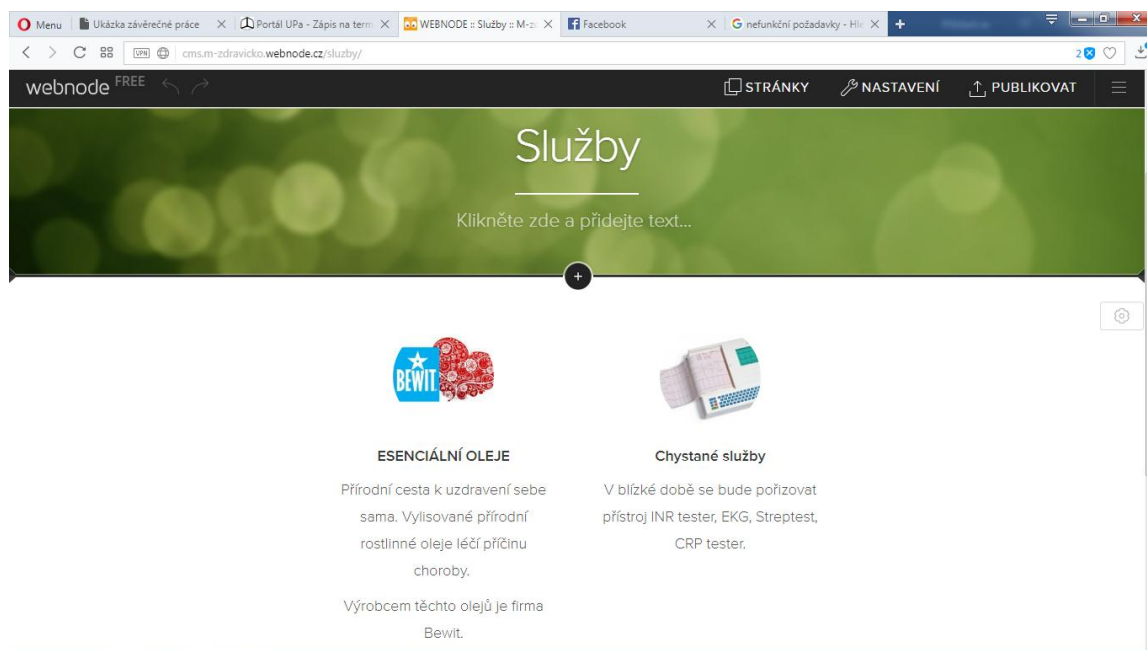 Menu
Ukázka závěrečné práce
Portál UPa - Zápis na term
WEBNODE :: Služby :: M-z
Facebook
nefunkční požadavky - Hle
VPN
cms.m-zdravicko.webnode.cz/sluzby/
2
webnode FREE
STRÁNKY
NASTAVENÍ
PUBLIKOVAT
Služby
Klikněte zde a přidejte text...
BEWIT
ESENCIÁLNÍ OLEJE
Přírodní cesta k uzdravení sebe
sama. Vylisované přírodní
rostlinné oleje léčí příčinu
choroby.
Výrobcem těchto olejů je firma
Bewit.
Chystané služby
V blízké době se bude pořizovat
přístroj INR tester, EKG, Streptest,
CRP tester.